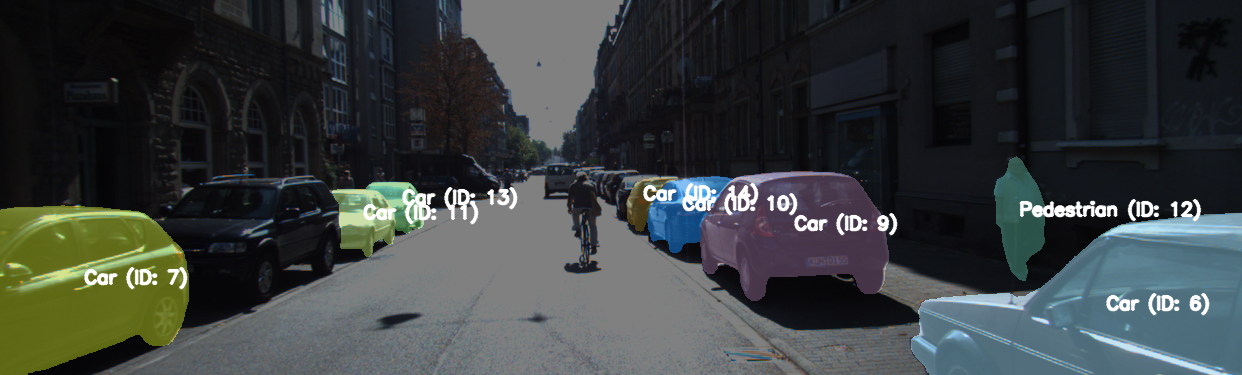 Car (ID: 13)
Car (ID: 11)
Car (ID: 14)
Car (ID: 10)
Car (ID: 9)
Pedestrian (ID: 12)
Car (ID: 7)
Car (ID: 6)